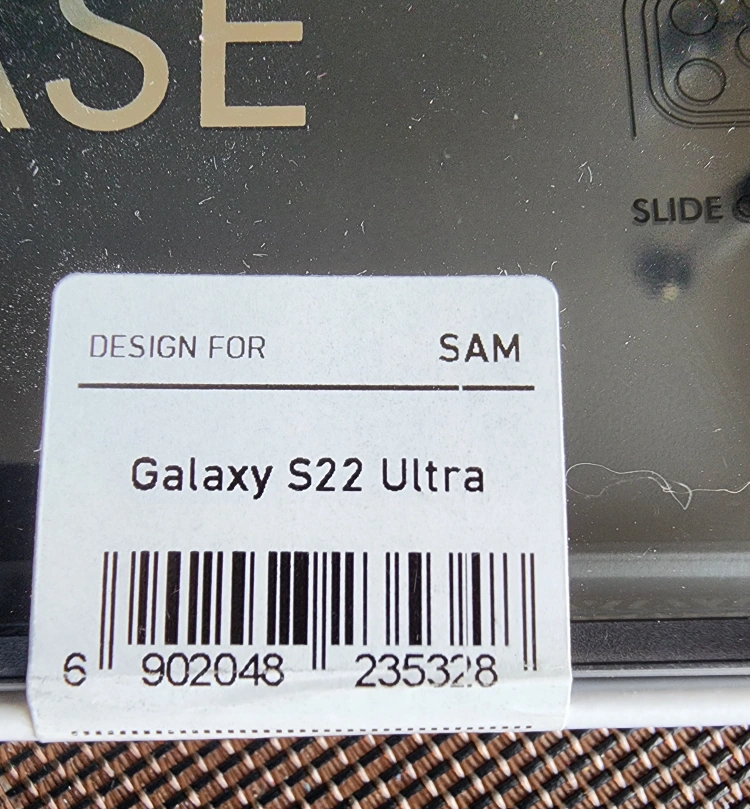 ASE
SLIDE
DESIGN FOR SAM
Galaxy S22 Ultra
6 902048 235328